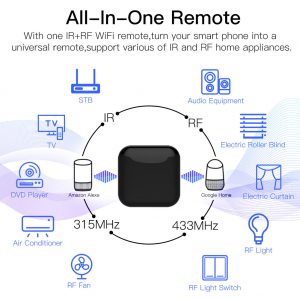 All-In-One Remote
With one IR+RF WiFi remote,turn your smart phone into a
universal remote,support various of IR and RF home appliances.
STB
Audio Equipment
IR
RF
TV
TV
Electric Roller Blind
Amazon Alexa
Google Home
DVD Player
Electric Curtain
315MHz
433MHz
Air Conditioner
RF Light
RF Fan
RF Light Switch